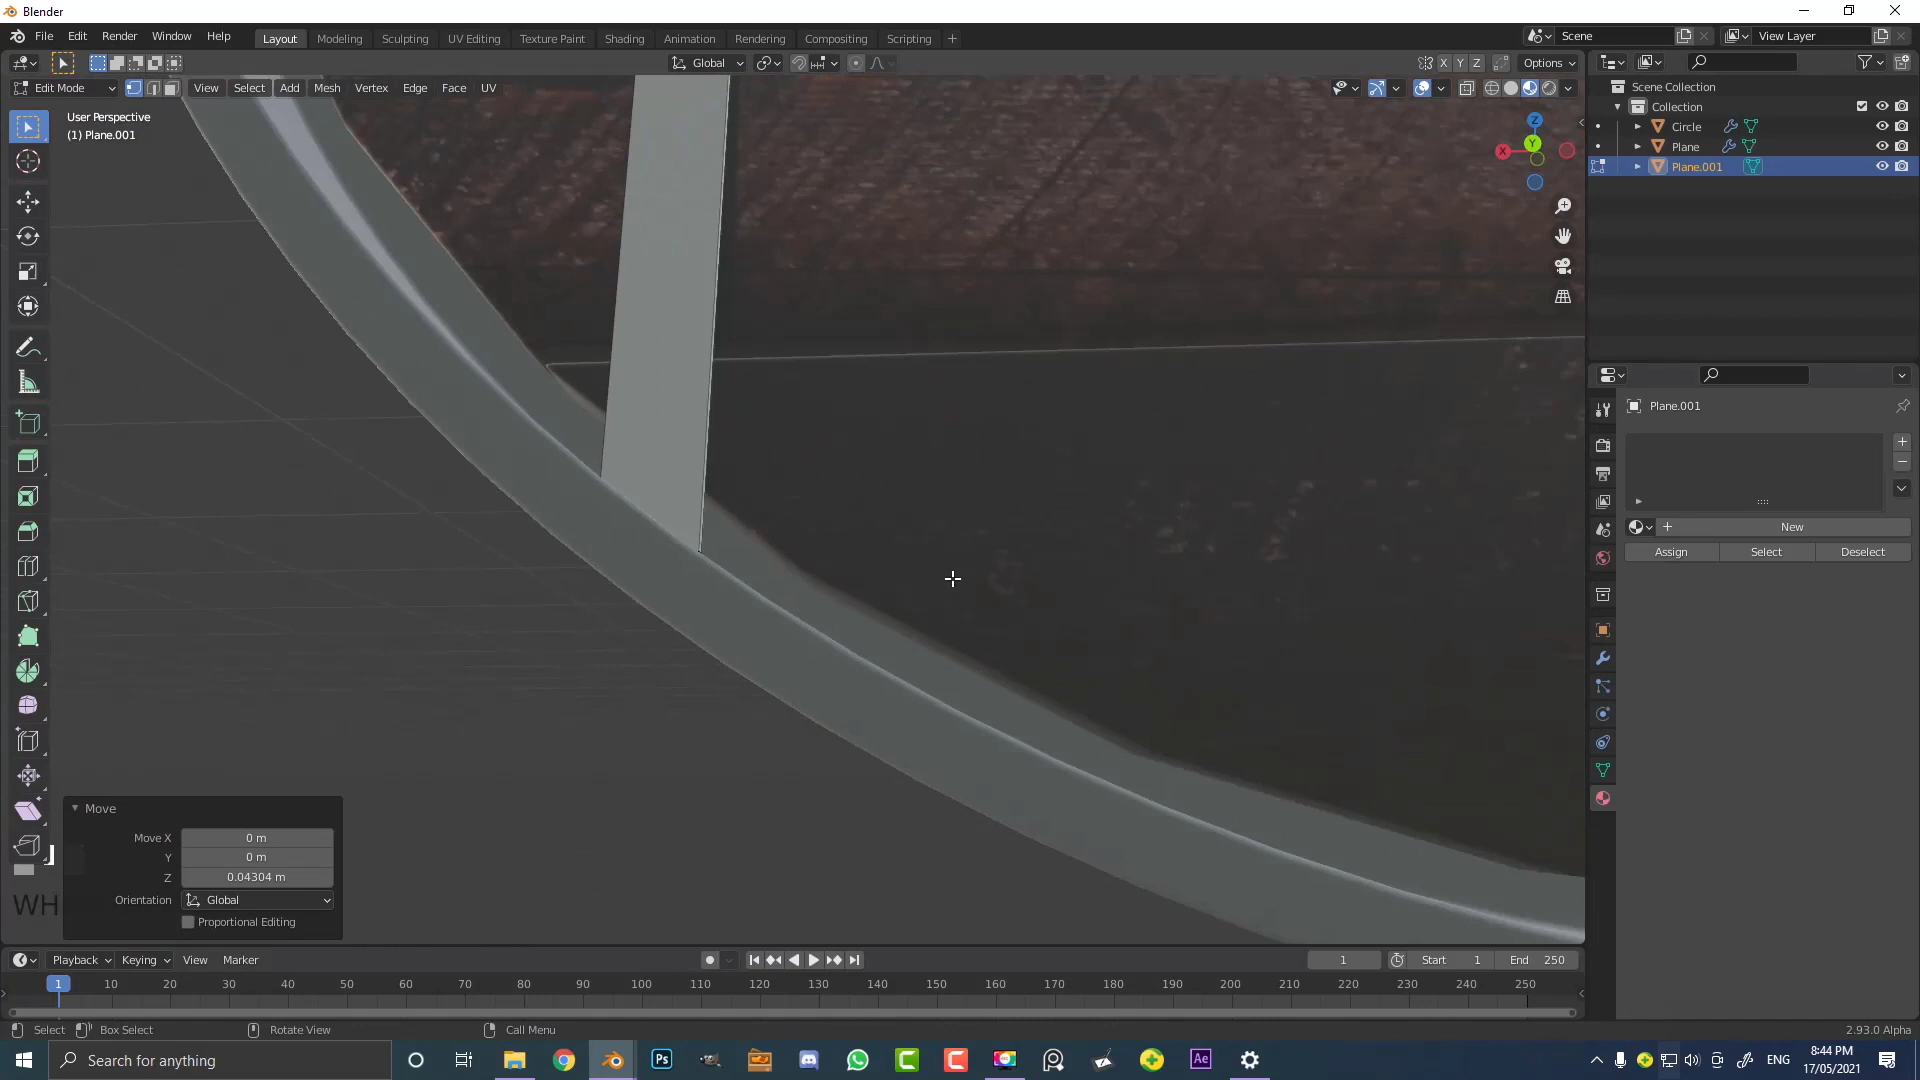 Blender
File Edit Render Window Help
Layout Modeling Sculpting UV Editing Texture Paint Shading Animation Rendering Compositing Scripting
Scene
View Layer
Global
X Y Z
Options
Edit Mode View Select Add Mesh Vertex Edge Face UV
User Perspective
(1) Plane.001
Z
Y
X
Scene Collection
Collection
Circle
Plane
Plane.001
Plane.001
New
Assign Select Deselect
Move
Move X 0 m
Y 0 m
Z 0.04304 m
Orientation Global
Proportional Editing
WH
Playback Keying View Marker
1 Start 1 End 250
1 10 20 30 40 50 60 70 80 90 100 110 120 130 140 150 160 170 180 190 200 210 220 230 240 250
Select Box Select Rotate View Call Menu
2.93.0 Alpha
Search for anything
Ps
Ae
ENG
8:44 PM
17/05/2021